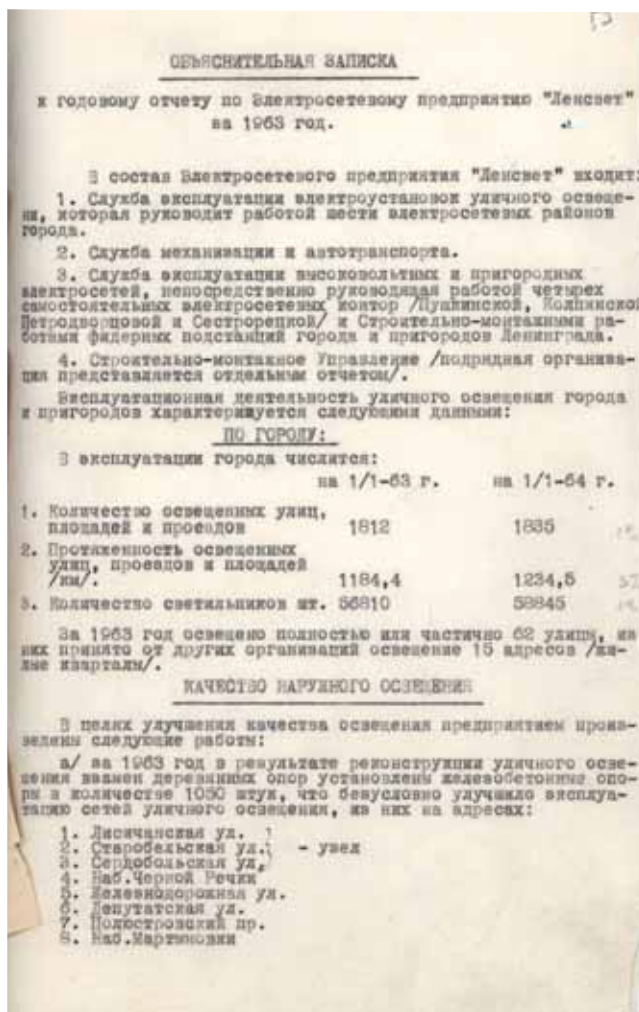 ОБЪЯСНИТЕЛЬНАЯ ЗАПИСКА
к годовому отчету по Электросетевому предприятию "Ленсвет"
за 1963 год.
В состав Электросетевого предприятия "Ленсвет" входит:
1. Служба эксплуатации электроустановок уличного освеще-
ни, которая руководит работой шести электросетевых районов
города.
2. Служба механизации и автотранспорта.
3. Служба эксплуатации высоковольтных и пригородных
электросетей, непосредственно руководящая работой четырех
самостоятельных электросетевых контор /Пушкинской, Колпинской
Петродворцовой и Сестрорецкой/ и Строительно-монтажными ра-
ботами фидерных подстанций города и пригородов Ленинграда.
4. Строительно-монтажное Управление /подрядная организа-
ция представляется отдельным отчетом/.
Эксплуатационная деятельность уличного освещения города
и пригородов характеризуется следующими данными:
ПО ГОРОДУ:
В эксплуатации города числится:
на 1/1-63 г. на 1/1-64 г.
1. Количество освещенных улиц,
площадей и проездов 1812 1835
2. Протяженность освещенных
улиц, проездов и площадей
/км/. 1184,4 1234,5
3. Количество светильников шт. 56810 58845
За 1963 год освещено полностью или частично 62 улицы, из
них принято от других организаций освещение 15 адресов /жи-
лые кварталы/.
КАЧЕСТВО НАРУЖНОГО ОСВЕЩЕНИЯ
В целях улучшения качества освещения предприятием произ-
ведены следующие работы:
а/ за 1963 год в результате реконструкции уличного осве-
щения взамен деревянных опор установлены железобетонные опо-
ры в количестве 1050 штук, что безусловно улучшило эксплуа-
тацию сетей уличного освещения, из них на адресах:
1. Лисичанская ул.
2. Старобельская ул. - узел
3. Сердобольская ул.
4. Наб.Черной Речки
5. Железнодорожная ул.
6. Депутатская ул.
7. Полюстровский пр.
8. Наб.Мартыновки